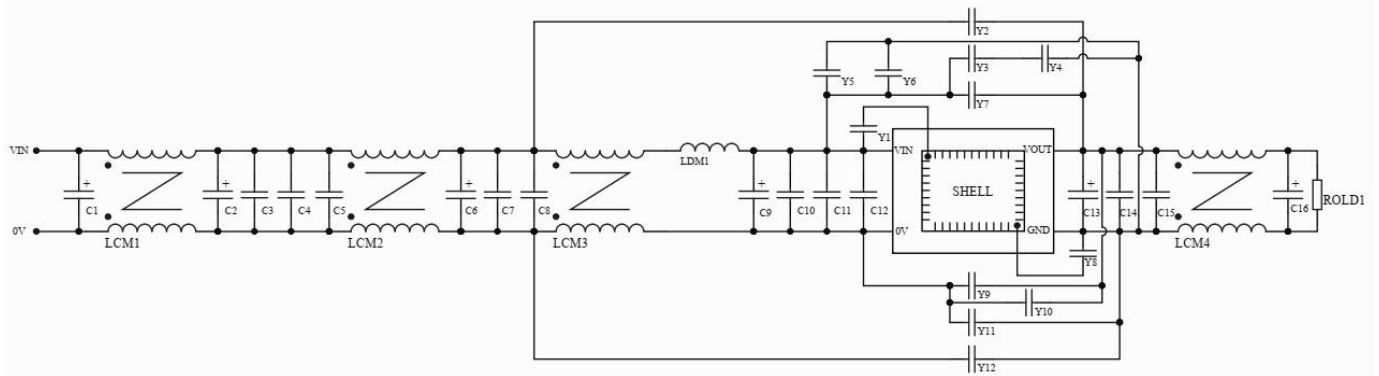 Y2
Y3 Y4
Y5 Y6
Y7
Y1
VIN LDM1 VIN VOUT
SHELL
C1 C2 C3 C4 C5 C6 C7 C8 C9 C10 C11 C12 C13 C14 C15 C16 ROLD1
+ + + + + +
0V 0V GND
LCM1 LCM2 LCM3 LCM4
Y8
Y9
Y10
Y11
Y12